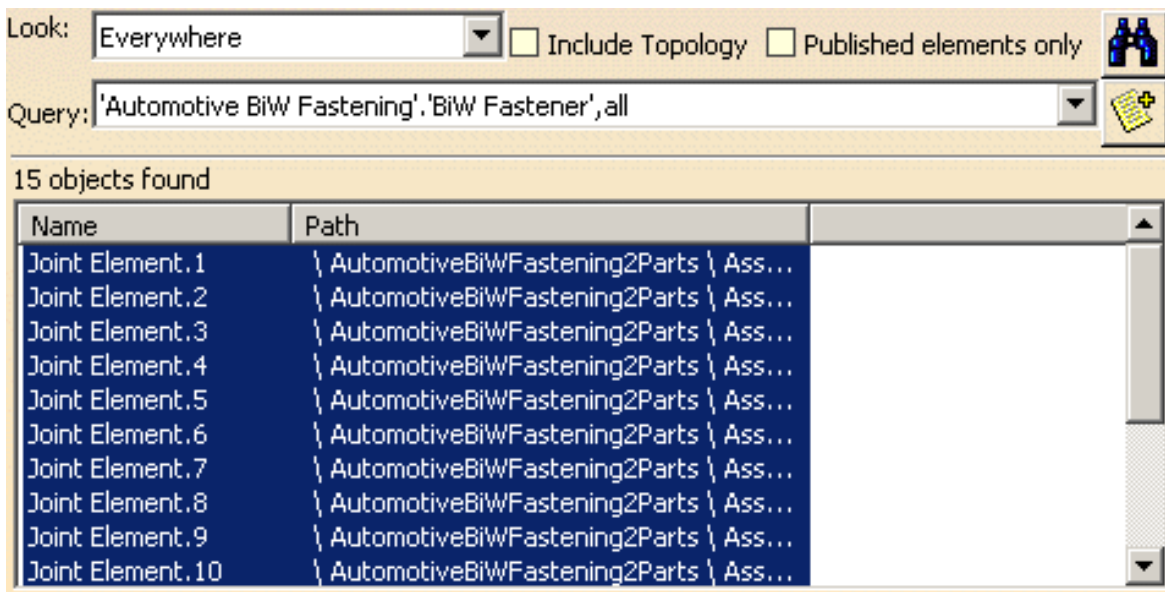 Look: Everywhere Include Topology Published elements only
Query: 'Automotive BiW Fastening'.'BiW Fastener',all
15 objects found
Name Path
Joint Element.1 \ AutomotiveBiWFastening2Parts \ Ass...
Joint Element.2 \ AutomotiveBiWFastening2Parts \ Ass...
Joint Element.3 \ AutomotiveBiWFastening2Parts \ Ass...
Joint Element.4 \ AutomotiveBiWFastening2Parts \ Ass...
Joint Element.5 \ AutomotiveBiWFastening2Parts \ Ass...
Joint Element.6 \ AutomotiveBiWFastening2Parts \ Ass...
Joint Element.7 \ AutomotiveBiWFastening2Parts \ Ass...
Joint Element.8 \ AutomotiveBiWFastening2Parts \ Ass...
Joint Element.9 \ AutomotiveBiWFastening2Parts \ Ass...
Joint Element.10 \ AutomotiveBiWFastening2Parts \ Ass...